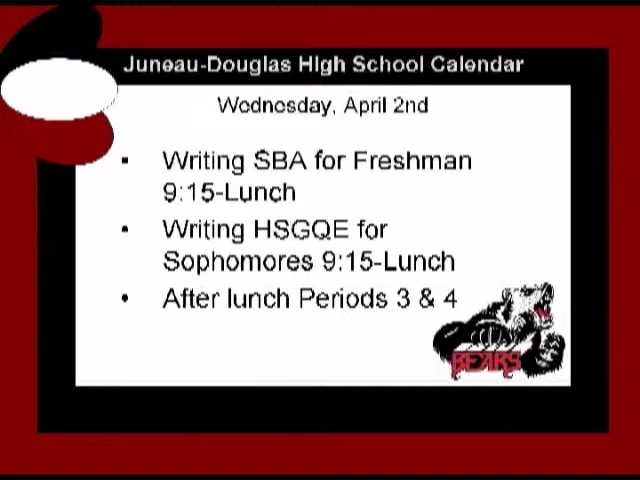 Juneau-Douglas HIgh School Calendar
Wednesday, April 2nd
• Writing SBA for Freshman
9:15-Lunch
• Writing HSGQE for
Sophomores 9:15-Lunch
• After lunch Periods 3 & 4
BEARS